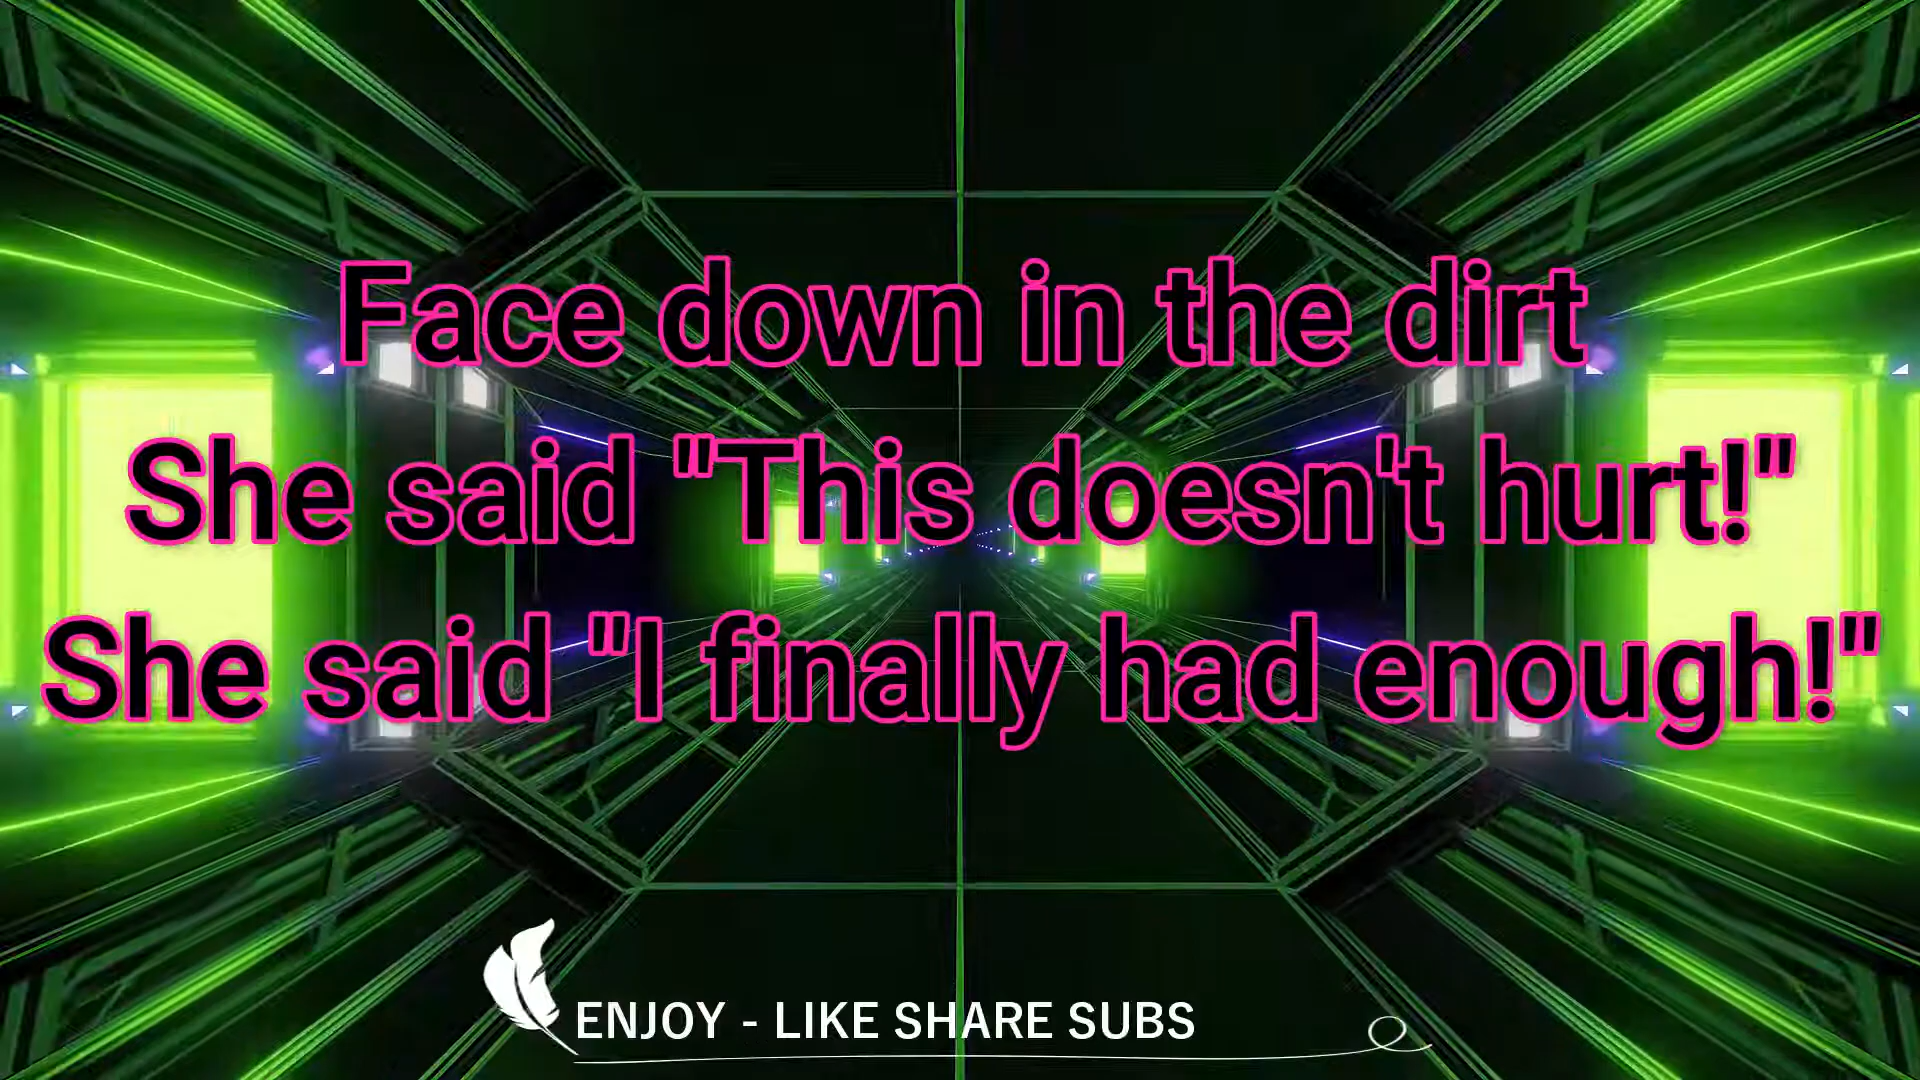 Face down in the dirt
She said "This doesn't hurt!"
She said "I finally had enough!"
ENJOY - LIKE SHARE SUBS